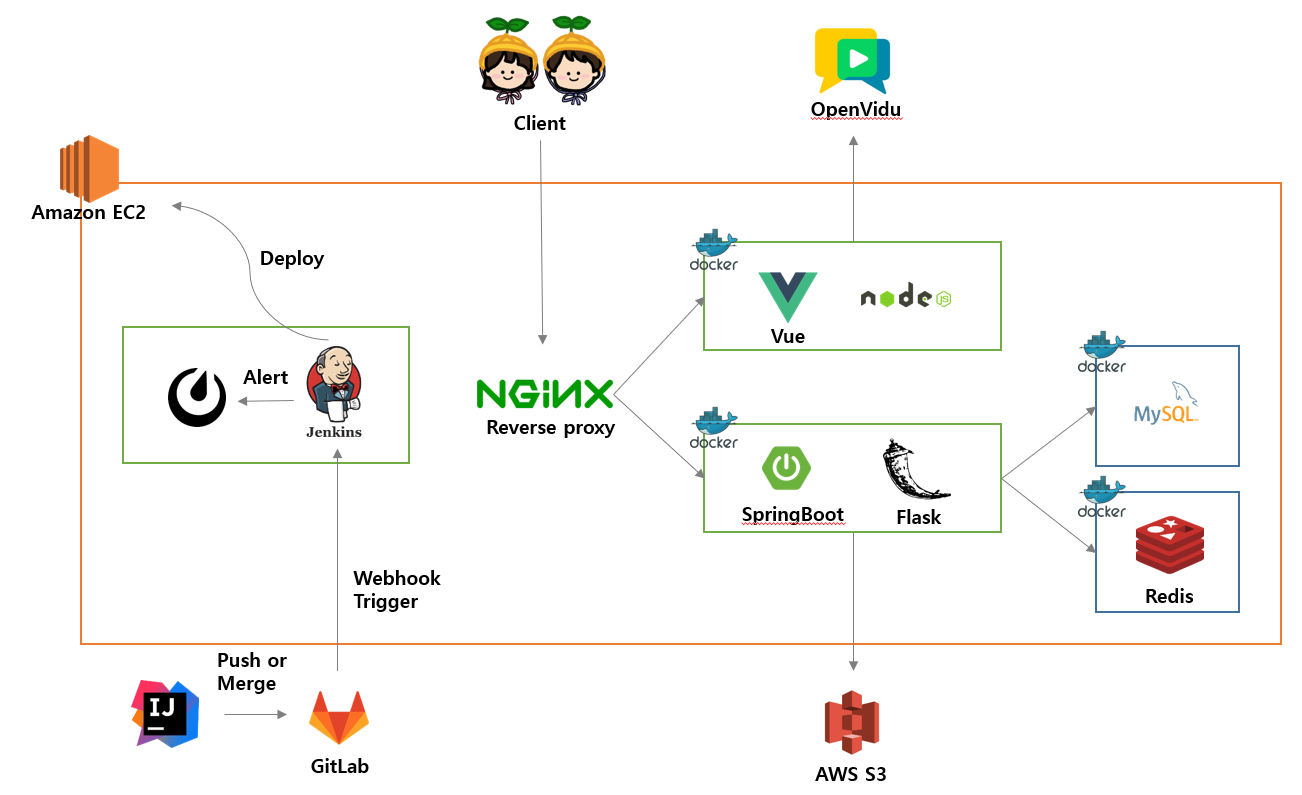 Client
OpenVidu
Amazon EC2
Deploy
docker
Vue
node
JS
Alert
Jenkins
NGiNX
Reverse proxy
docker
SpringBoot
Flask
docker
MySQL
docker
Redis
Webhook
Trigger
Push or
Merge
IJ
GitLab
AWS S3